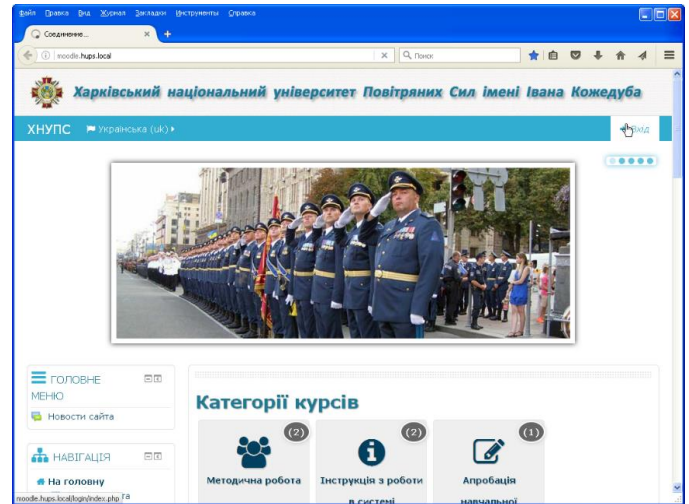 Файл Правка Вид Журнал Закладки Инструменты Справка
Соединение...
moodle.hups.local
Поиск
Харківський національний університет Повітряних Сил імені Івана Кожедуба
ХНУПС Українська (uk) Вхід
ГОЛОВНЕ МЕНЮ
Новости сайта
НАВІГАЦІЯ
На головну
moodle.hups.local/login/index.php
Категорії курсів
(2)
Методична робота
(2)
Інструкція з роботи
в системі
(1)
Апробація
навчальної